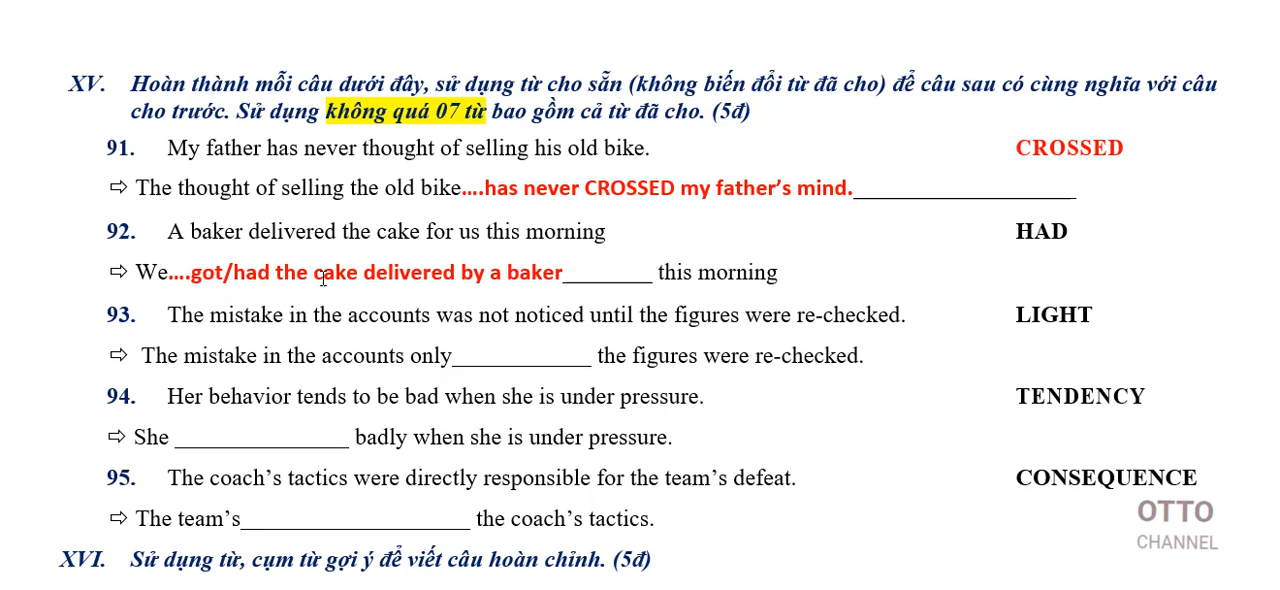 XV. Hoàn thành mỗi câu dưới đây, sử dụng từ cho sẵn (không biến đổi từ đã cho) để câu sau có cùng nghĩa với câu
cho trước. Sử dụng không quá 07 từ bao gồm cả từ đã cho. (5đ)
91. My father has never thought of selling his old bike. CROSSED
⇨ The thought of selling the old bike....has never CROSSED my father’s mind.____________________
92. A baker delivered the cake for us this morning HAD
⇨ We....got/had the cake delivered by a baker________ this morning
93. The mistake in the accounts was not noticed until the figures were re-checked. LIGHT
⇨ The mistake in the accounts only____________ the figures were re-checked.
94. Her behavior tends to be bad when she is under pressure. TENDENCY
⇨ She _______________ badly when she is under pressure.
95. The coach’s tactics were directly responsible for the team’s defeat. CONSEQUENCE
⇨ The team’s____________________ the coach’s tactics.
OTTO
CHANNEL
XVI. Sử dụng từ, cụm từ gợi ý để viết câu hoàn chỉnh. (5đ)